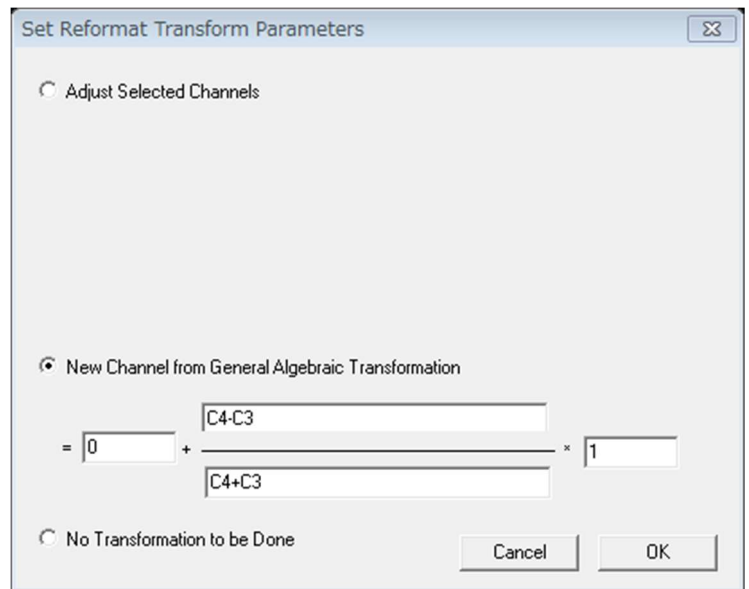 Set Reformat Transform Parameters
Adjust Selected Channels
New Channel from General Algebraic Transformation
C4-C3
= 0 + × 1
C4+C3
No Transformation to be Done
Cancel OK